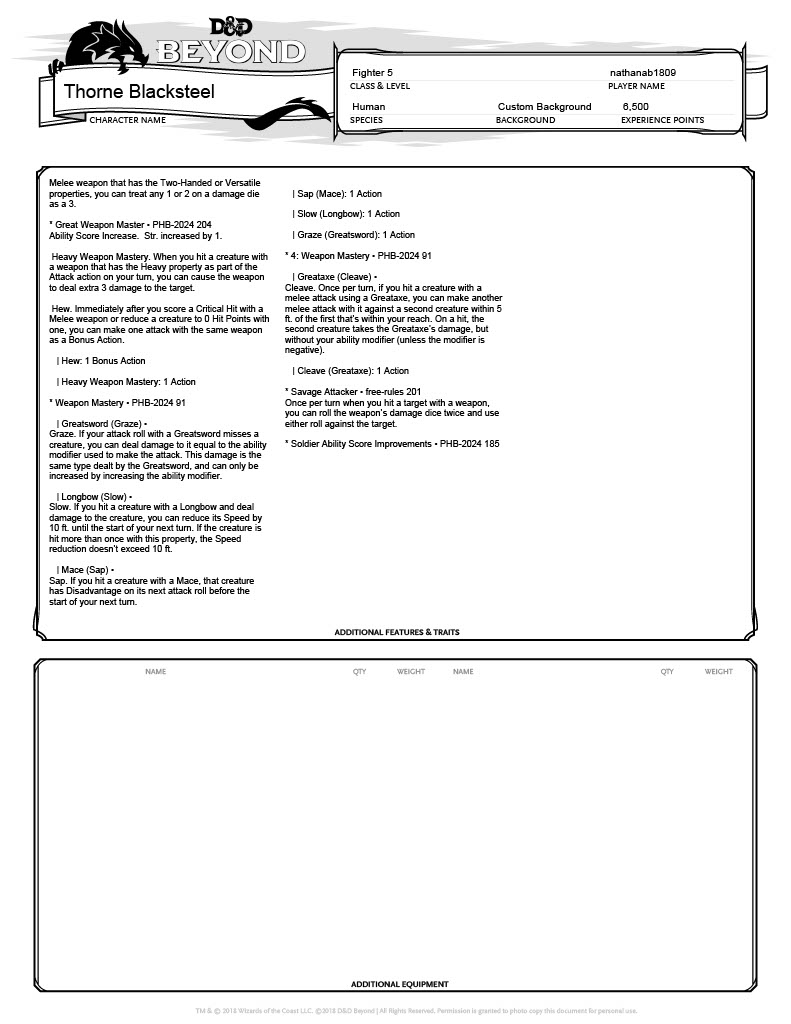 D&D
BEYOND
Thorne Blacksteel
CHARACTER NAME
Fighter 5
nathanab1809
CLASS & LEVEL
PLAYER NAME
Human
Custom Background
6,500
SPECIES
BACKGROUND
EXPERIENCE POINTS
Melee weapon that has the Two-Handed or Versatile
properties, you can treat any 1 or 2 on a damage die
as a 3.
* Great Weapon Master • PHB-2024 204
Ability Score Increase.  Str. increased by 1.
Heavy Weapon Mastery. When you hit a creature with
a weapon that has the Heavy property as part of the
Attack action on your turn, you can cause the weapon
to deal extra 3 damage to the target.
Hew. Immediately after you score a Critical Hit with a
Melee weapon or reduce a creature to 0 Hit Points with
one, you can make one attack with the same weapon
as a Bonus Action.
| Hew: 1 Bonus Action
| Heavy Weapon Mastery: 1 Action
* Weapon Mastery • PHB-2024 91
| Greatsword (Graze) •
Graze. If your attack roll with a Greatsword misses a
creature, you can deal damage to it equal to the ability
modifier used to make the attack. This damage is the
same type dealt by the Greatsword, and can only be
increased by increasing the ability modifier.
| Longbow (Slow) •
Slow. If you hit a creature with a Longbow and deal
damage to the creature, you can reduce its Speed by
10 ft. until the start of your next turn. If the creature is
hit more than once with this property, the Speed
reduction doesn't exceed 10 ft.
| Mace (Sap) •
Sap. If you hit a creature with a Mace, that creature
has Disadvantage on its next attack roll before the
start of your next turn.
| Sap (Mace): 1 Action
| Slow (Longbow): 1 Action
| Graze (Greatsword): 1 Action
* 4: Weapon Mastery • PHB-2024 91
| Greataxe (Cleave) •
Cleave. Once per turn, if you hit a creature with a
melee attack using a Greataxe, you can make another
melee attack with it against a second creature within 5
ft. of the first that's within your reach. On a hit, the
second creature takes the Greataxe's damage, but
without your ability modifier (unless the modifier is
negative).
| Cleave (Greataxe): 1 Action
* Savage Attacker • free-rules 201
Once per turn when you hit a target with a weapon,
you can roll the weapon's damage dice twice and use
either roll against the target.
* Soldier Ability Score Improvements • PHB-2024 185
ADDITIONAL FEATURES & TRAITS
NAME QTY WEIGHT NAME QTY WEIGHT
ADDITIONAL EQUIPMENT
TM & © 2018 Wizards of the Coast LLC. ©2018 D&D Beyond | All Rights Reserved. Permission is granted to photo copy this document for personal use.